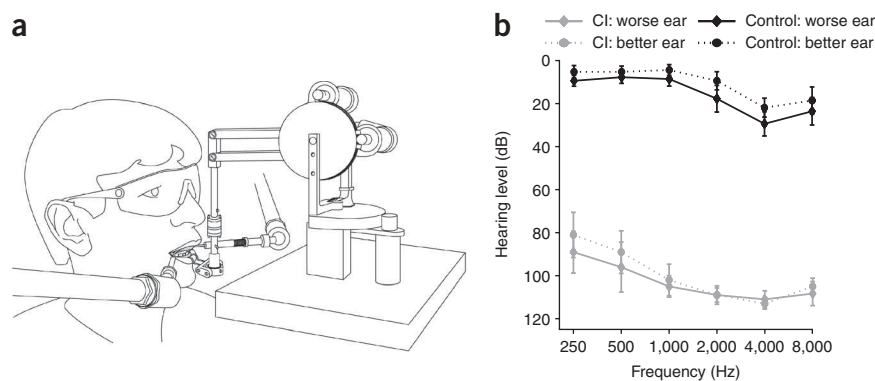 a
b
CI: worse ear Control: worse ear
CI: better ear Control: better ear
0
20
40
60
80
100
120
Hearing level (dB)
250 500 1,000 2,000 4,000 8,000
Frequency (Hz)